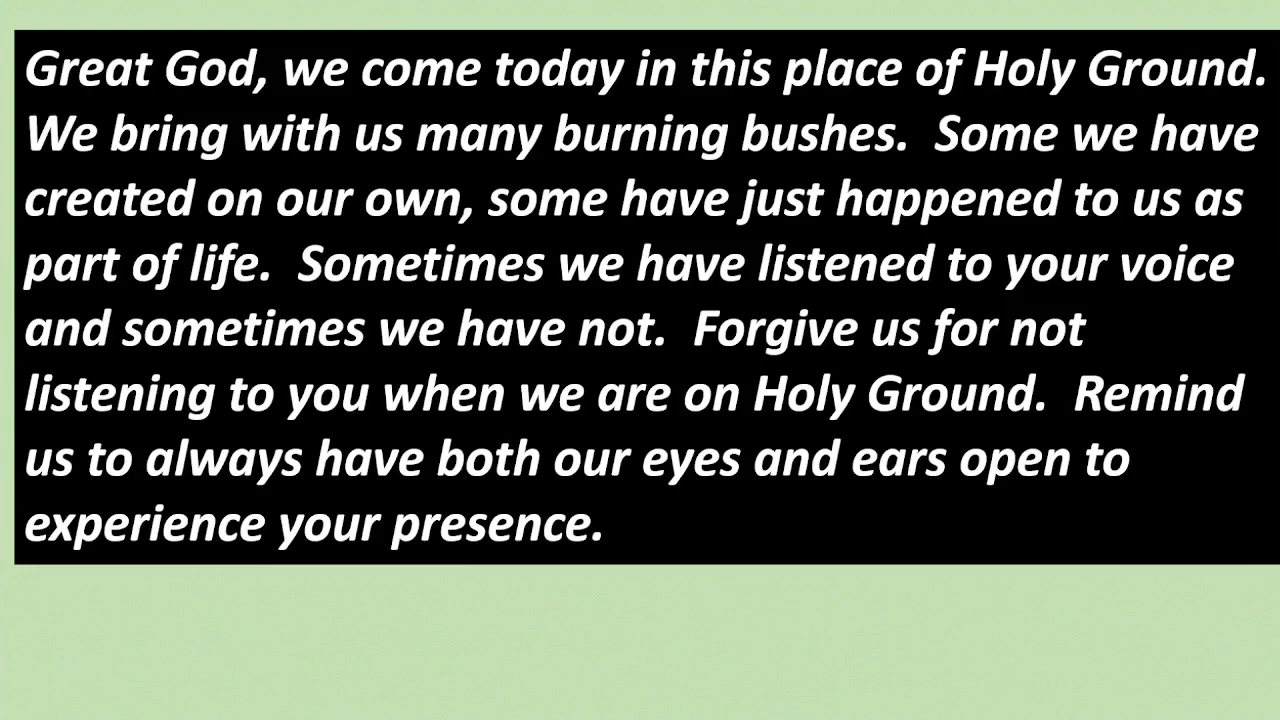 Great God, we come today in this place of Holy Ground.
We bring with us many burning bushes.  Some we have
created on our own, some have just happened to us as
part of life.  Sometimes we have listened to your voice
and sometimes we have not.  Forgive us for not
listening to you when we are on Holy Ground.  Remind
us to always have both our eyes and ears open to
experience your presence.